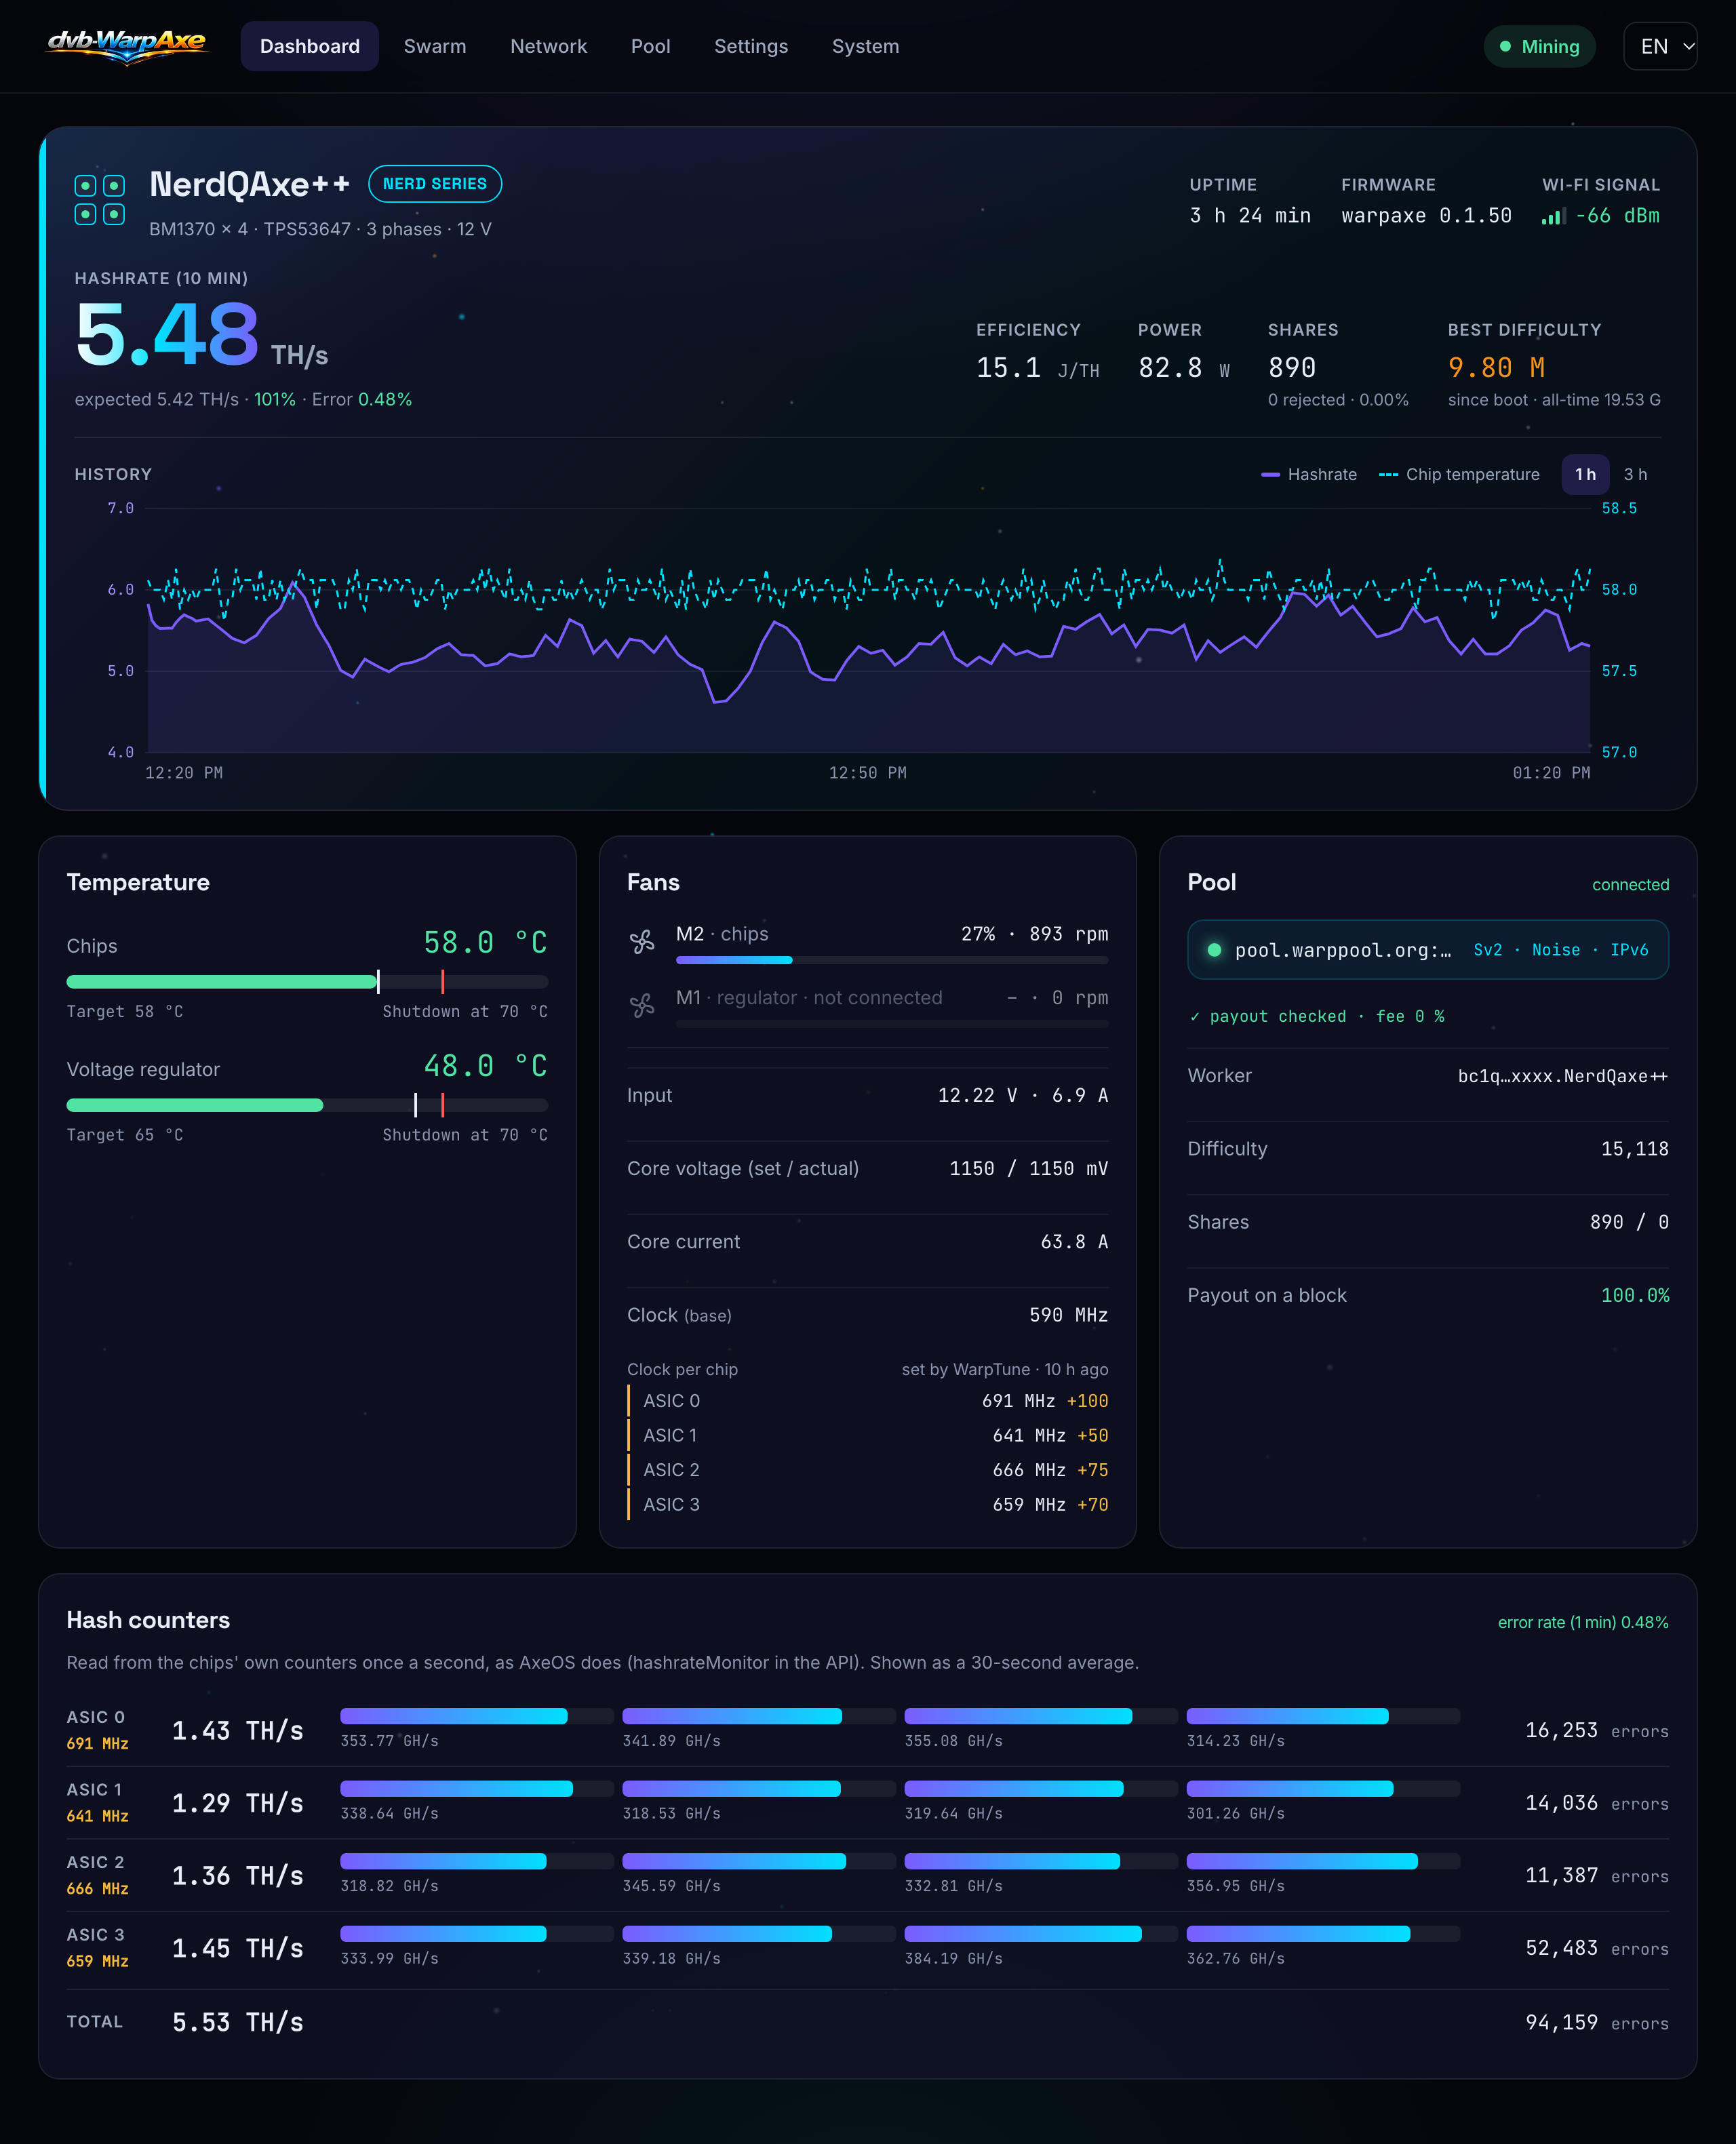 dvb-WarpAxe
Dashboard Swarm Network Pool Settings System
Mining
EN
NerdQAxe++ NERD SERIES
BM1370 × 4 · TPS53647 · 3 phases · 12 V
UPTIME FIRMWARE WI-FI SIGNAL
3 h 24 min warpaxe 0.1.50 -66 dBm
HASHRATE (10 MIN)
5.48 TH/s
expected 5.42 TH/s · 101% · Error 0.48%
EFFICIENCY POWER SHARES BEST DIFFICULTY
15.1 J/TH 82.8 W 890 9.80 M
0 rejected · 0.00% since boot · all-time 19.53 G
HISTORY
Hashrate Chip temperature 1 h 3 h
7.0 58.5
6.0 58.0
5.0 57.5
4.0 57.0
12:20 PM 12:50 PM 01:20 PM
Temperature
Chips 58.0 °C
Target 58 °C Shutdown at 70 °C
Voltage regulator 48.0 °C
Target 65 °C Shutdown at 70 °C
Fans
M2 · chips 27% · 893 rpm
M1 · regulator · not connected – · 0 rpm
Input 12.22 V · 6.9 A
Core voltage (set / actual) 1150 / 1150 mV
Core current 63.8 A
Clock (base) 590 MHz
Clock per chip set by WarpTune · 10 h ago
ASIC 0 691 MHz +100
ASIC 1 641 MHz +50
ASIC 2 666 MHz +75
ASIC 3 659 MHz +70
Pool connected
pool.warppool.org:… Sv2 · Noise · IPv6
✓ payout checked · fee 0 %
Worker bc1q…xxxx.NerdQaxe++
Difficulty 15,118
Shares 890 / 0
Payout on a block 100.0%
Hash counters error rate (1 min) 0.48%
Read from the chips' own counters once a second, as AxeOS does (hashrateMonitor in the API). Shown as a 30-second average.
ASIC 0
691 MHz
1.43 TH/s
353.77 GH/s 341.89 GH/s 355.08 GH/s 314.23 GH/s
16,253 errors
ASIC 1
641 MHz
1.29 TH/s
338.64 GH/s 318.53 GH/s 319.64 GH/s 301.26 GH/s
14,036 errors
ASIC 2
666 MHz
1.36 TH/s
318.82 GH/s 345.59 GH/s 332.81 GH/s 356.95 GH/s
11,387 errors
ASIC 3
659 MHz
1.45 TH/s
333.99 GH/s 339.18 GH/s 384.19 GH/s 362.76 GH/s
52,483 errors
TOTAL 5.53 TH/s 94,159 errors